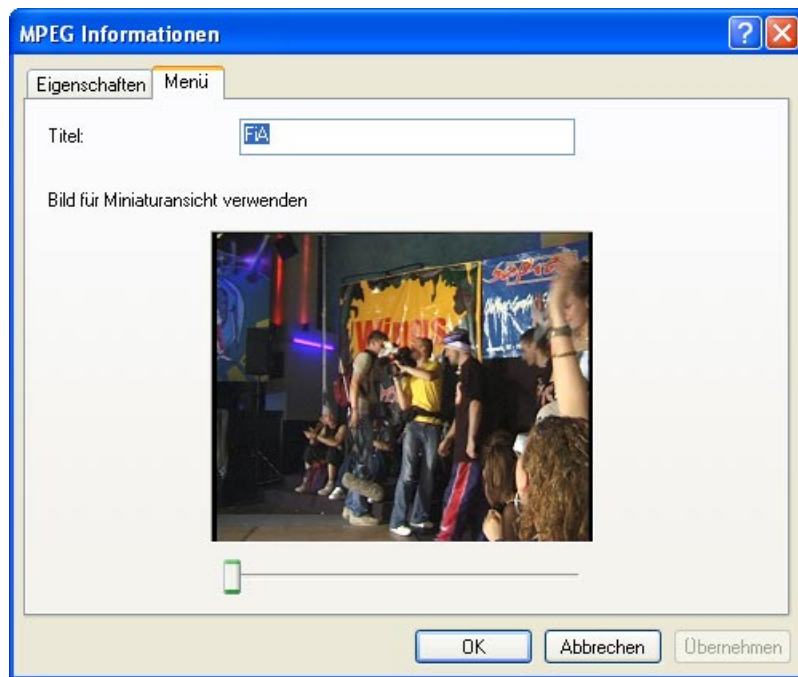 MPEG Informationen
Eigenschaften Menü
Titel: FiA
Bild für Miniaturansicht verwenden
OK Abbrechen Übernehmen